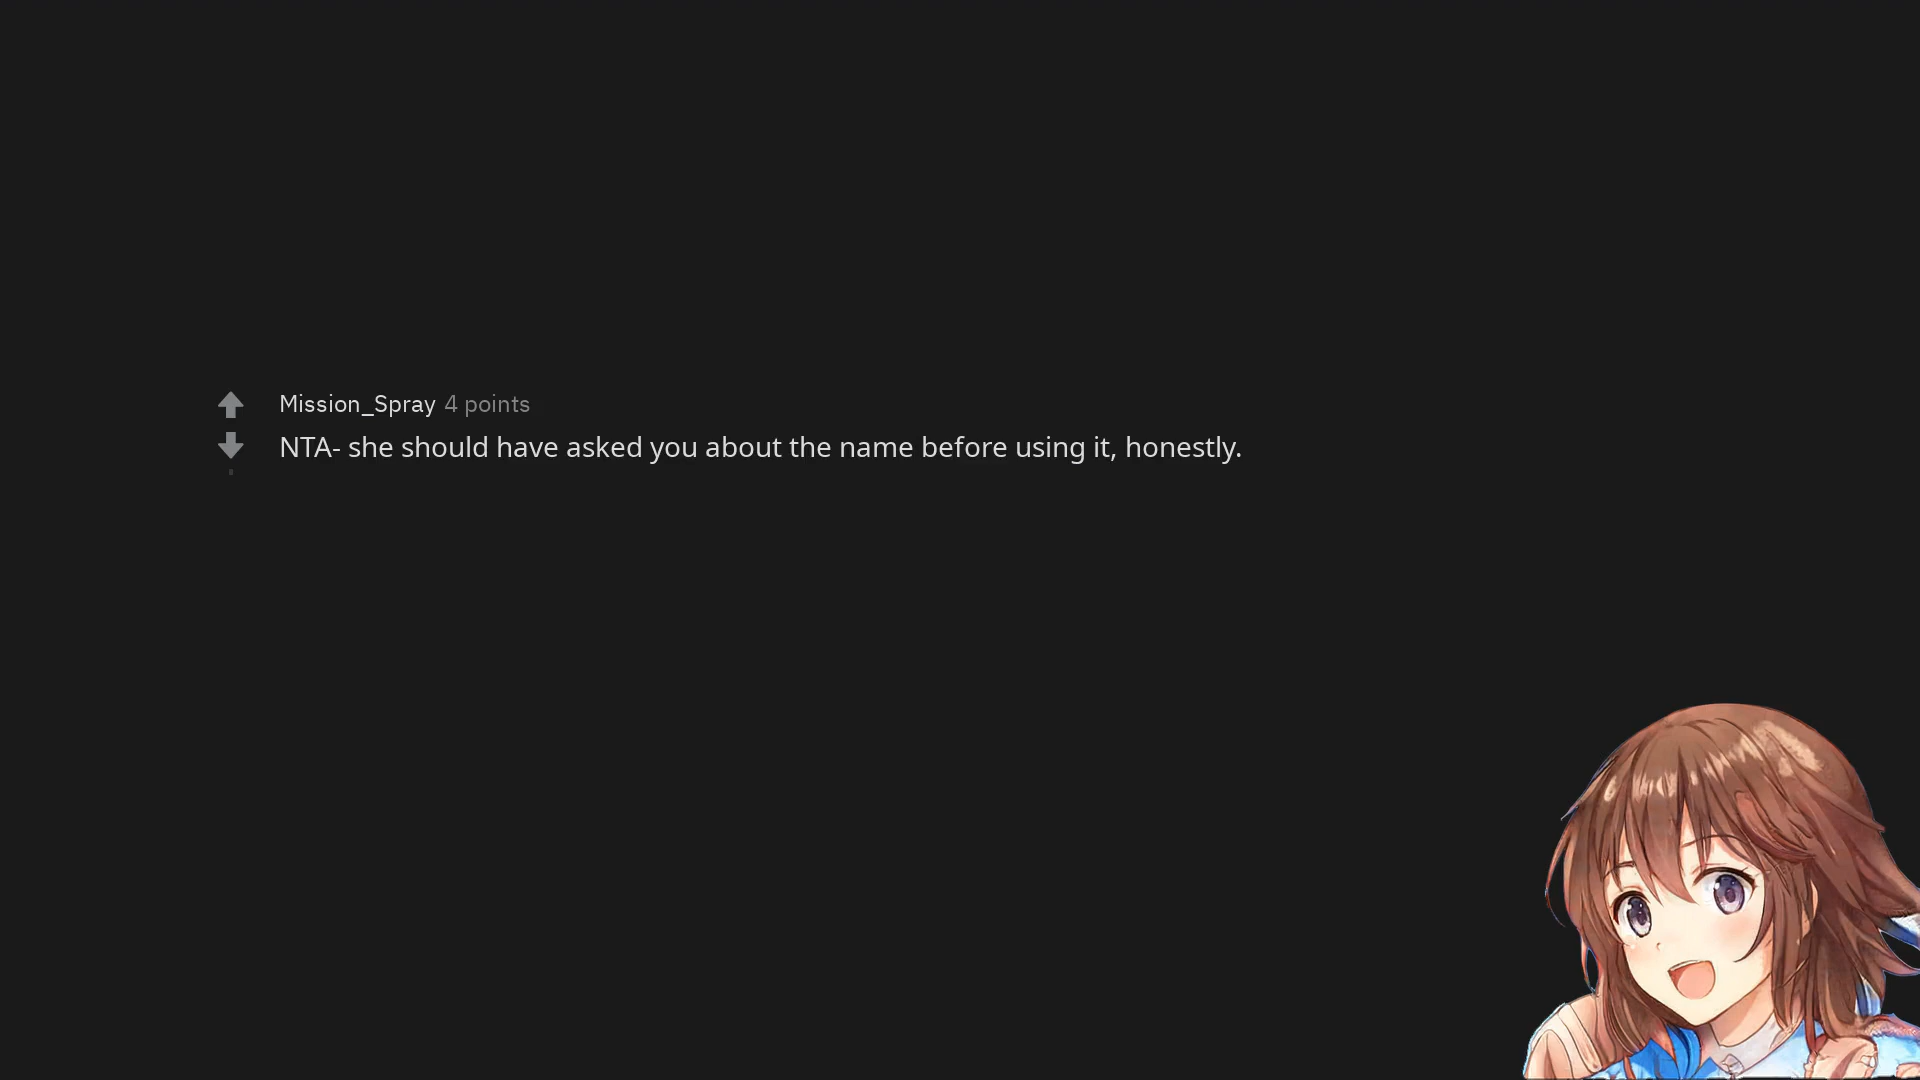 Mission_Spray 4 points
NTA- she should have asked you about the name before using it, honestly.